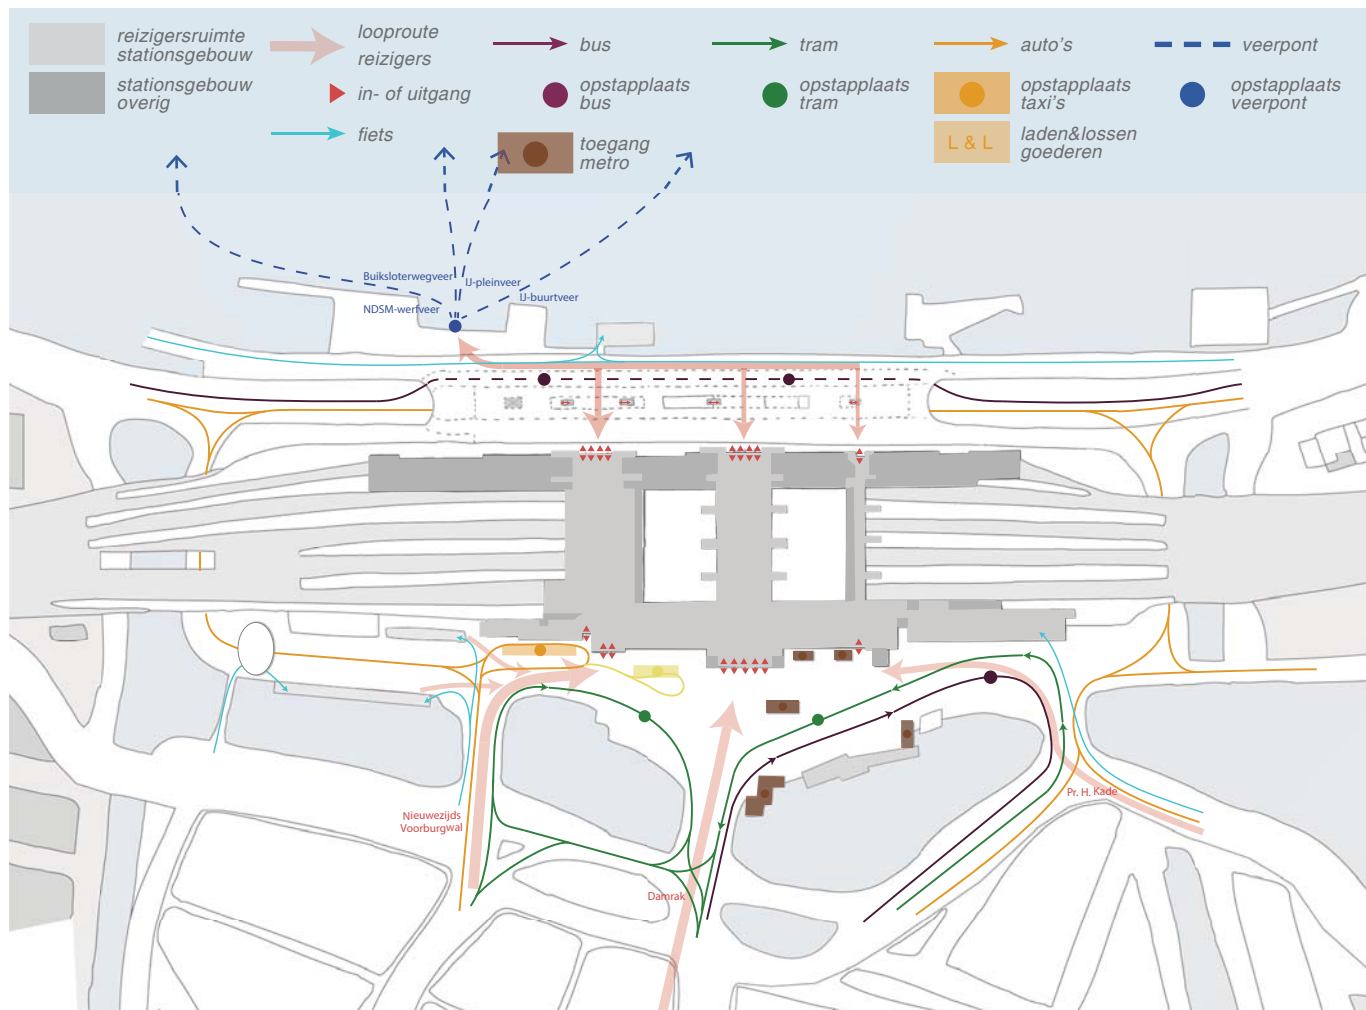 reizigersruimte
stationsgebouw
looproute
reizigers
bus
tram
auto's
veerpont
stationsgebouw
overig
in- of uitgang
opstapplaats
bus
opstapplaats
tram
opstapplaats
taxi's
opstapplaats
veerpont
fiets
toegang
metro
L & L
laden&lossen
goederen
Buiksloterwegveer
IJ-pleinveer
IJ-buurtveer
NDSM-werfveer
Pr. H. Kade
Nieuwezijds
Voorburgwal
Damrak